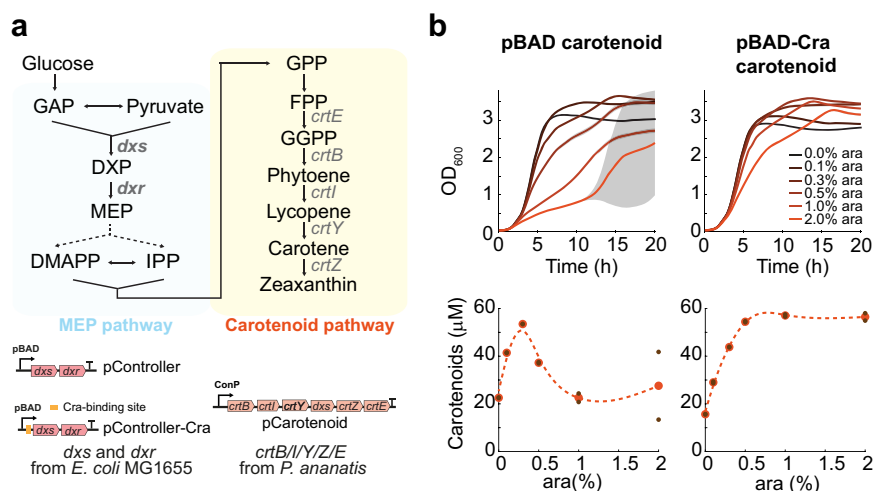 a
Glucose
GAP
Pyruvate
dxs
DXP
dxr
MEP
DMAPP
IPP
MEP pathway
GPP
FPP
crtE
GGPP
crtB
Phytoene
crtI
Lycopene
crtY
Carotene
crtZ
Zeaxanthin
Carotenoid pathway
pBAD
dxs dxr
pController
pBAD Cra-binding site
dxs dxr
pController-Cra
dxs and dxr
from E. coli MG1655
ConP
crtB crtI crtY dxs crtZ crtE
pCarotenoid
crtB/I/Y/Z/E
from P. ananatis
b
pBAD carotenoid
OD600
3
2
1
0
0 5 10 15 20
Time (h)
pBAD-Cra
carotenoid
3
2
1
0
0.0% ara
0.1% ara
0.3% ara
0.5% ara
1.0% ara
2.0% ara
0 5 10 15 20
Time (h)
Carotenoids (μM)
60
40
20
0
0 0.5 1 1.5 2
ara(%)
60
40
20
0
0 0.5 1 1.5 2
ara (%)